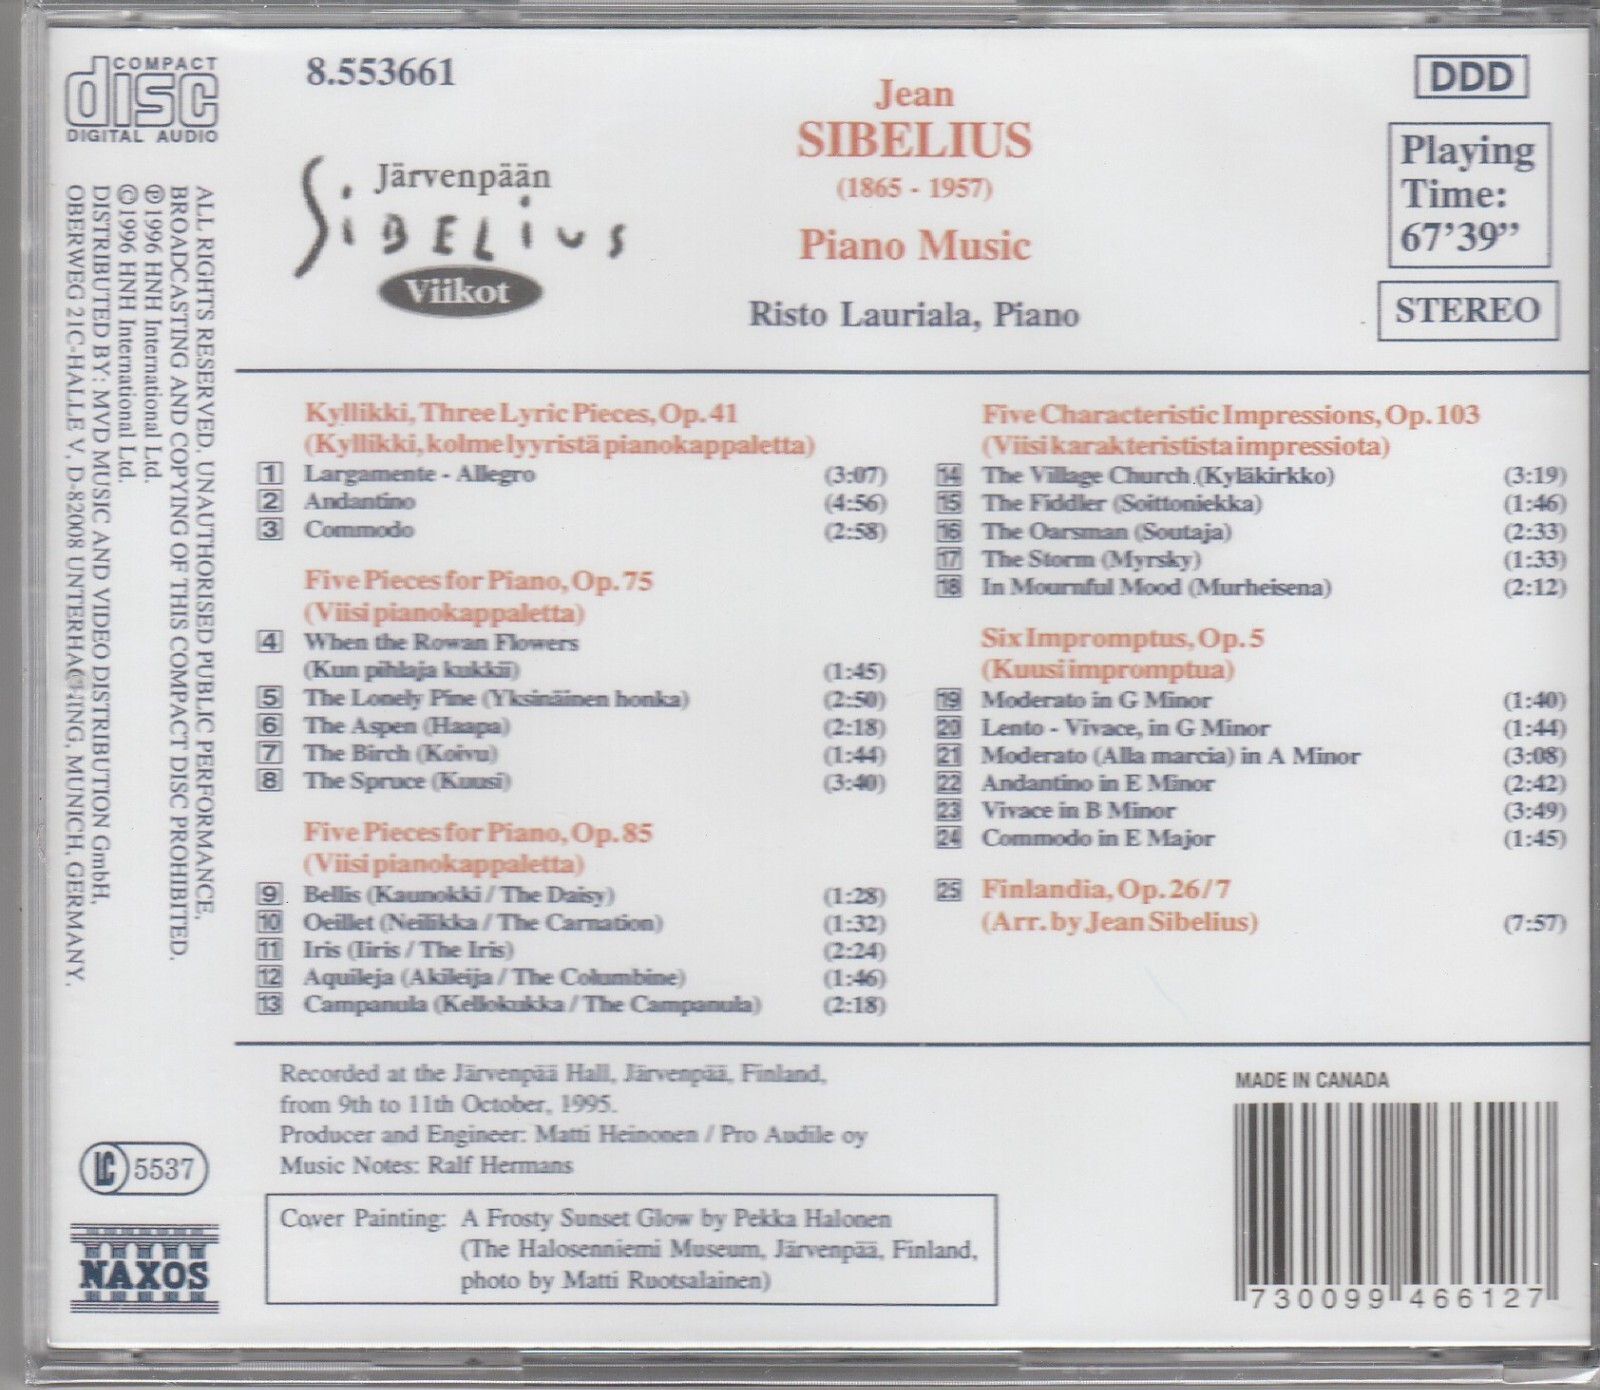 COMPACT
disc
DIGITAL AUDIO
8.553661
Järvenpään
SIBELIUS
Viikot
Jean
SIBELIUS
(1865 - 1957)
Piano Music
Risto Lauriala, Piano
DDD
Playing
Time:
67’39”
STEREO
ALL RIGHTS RESERVED. UNAUTHORISED PUBLIC PERFORMANCE,
BROADCASTING AND COPYING OF THIS COMPACT DISC PROHIBITED.
℗ 1996 HNH International Ltd.
© 1996 HNH International Ltd.
DISTRIBUTED BY: MVD MUSIC AND VIDEO DISTRIBUTION GmbH,
OBERWEG 21C-HALLE V, D-82008 UNTERHACHING, MUNICH, GERMANY.
Kyllikki, Three Lyric Pieces, Op. 41
(Kyllikki, kolme lyyristä pianokappaletta)
1 Largamente - Allegro (3:07)
2 Andantino (4:56)
3 Commodo (2:58)
Five Pieces for Piano, Op. 75
(Viisi pianokappaletta)
4 When the Rowan Flowers
(Kun pihlaja kukkii) (1:45)
5 The Lonely Pine (Yksinäinen honka) (2:50)
6 The Aspen (Haapa) (2:18)
7 The Birch (Koivu) (1:44)
8 The Spruce (Kuusi) (3:40)
Five Pieces for Piano, Op. 85
(Viisi pianokappaletta)
9 Bellis (Kaunokki / The Daisy) (1:28)
10 Oeillet (Neilikka / The Carnation) (1:32)
11 Iris (Iiris / The Iris) (2:24)
12 Aquileja (Akileija / The Columbine) (1:46)
13 Campanula (Kellokukka / The Campanula) (2:18)
Five Characteristic Impressions, Op. 103
(Viisi karakteristista impressiota)
14 The Village Church (Kyläkirkko) (3:19)
15 The Fiddler (Soittoniekka) (1:46)
16 The Oarsman (Soutaja) (2:33)
17 The Storm (Myrsky) (1:33)
18 In Mournful Mood (Murheisena) (2:12)
Six Impromptus, Op. 5
(Kuusi impromptua)
19 Moderato in G Minor (1:40)
20 Lento - Vivace, in G Minor (1:44)
21 Moderato (Alla marcia) in A Minor (3:08)
22 Andantino in E Minor (2:42)
23 Vivace in B Minor (3:49)
24 Commodo in E Major (1:45)
25 Finlandia, Op. 26/7
(Arr. by Jean Sibelius) (7:57)
Recorded at the Järvenpää Hall, Järvenpää, Finland,
from 9th to 11th October, 1995.
Producer and Engineer: Matti Heinonen / Pro Audile oy
Music Notes: Ralf Hermans
Cover Painting: A Frosty Sunset Glow by Pekka Halonen
(The Halosenniemi Museum, Järvenpää, Finland,
photo by Matti Ruotsalainen)
LC 5537
NAXOS
MADE IN CANADA
730099 466127